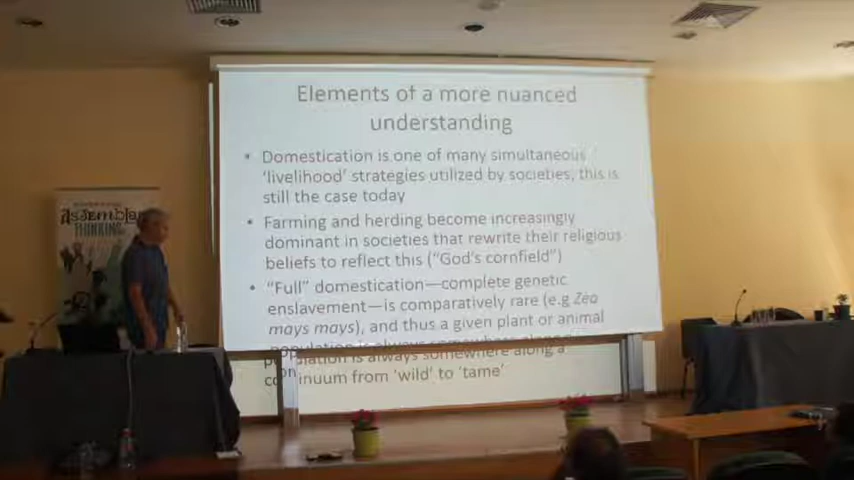 Elements of a more nuanced
understanding
• Domestication is one of many simultaneous
'livelihood' strategies utilized by societies, this is
still the case today
• Farming and herding become increasingly
dominant in societies that rewrite their religious
beliefs to reflect this ("God's cornfield")
• "Full" domestication—complete genetic
enslavement—is comparatively rare (e.g Zea
mays mays), and thus a given plant or animal
population is always somewhere along a
continuum from 'wild' to 'tame'
THINKING